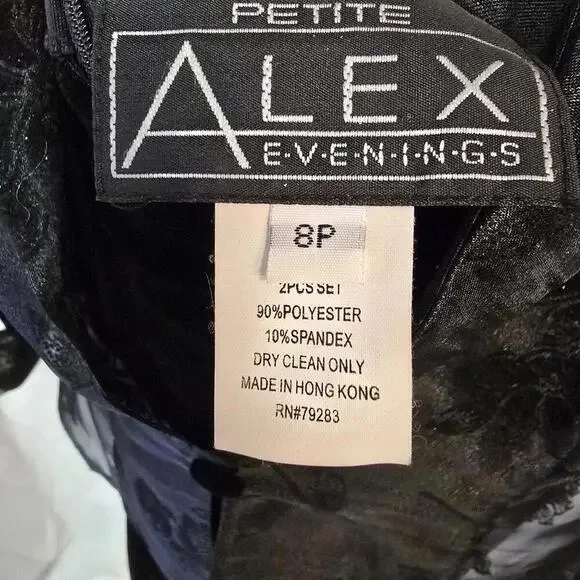 PETITE
ALEX
E·V·E·N·I·N·G·S
8P
2PCS SET
90%POLYESTER
10%SPANDEX
DRY CLEAN ONLY
MADE IN HONG KONG
RN#79283